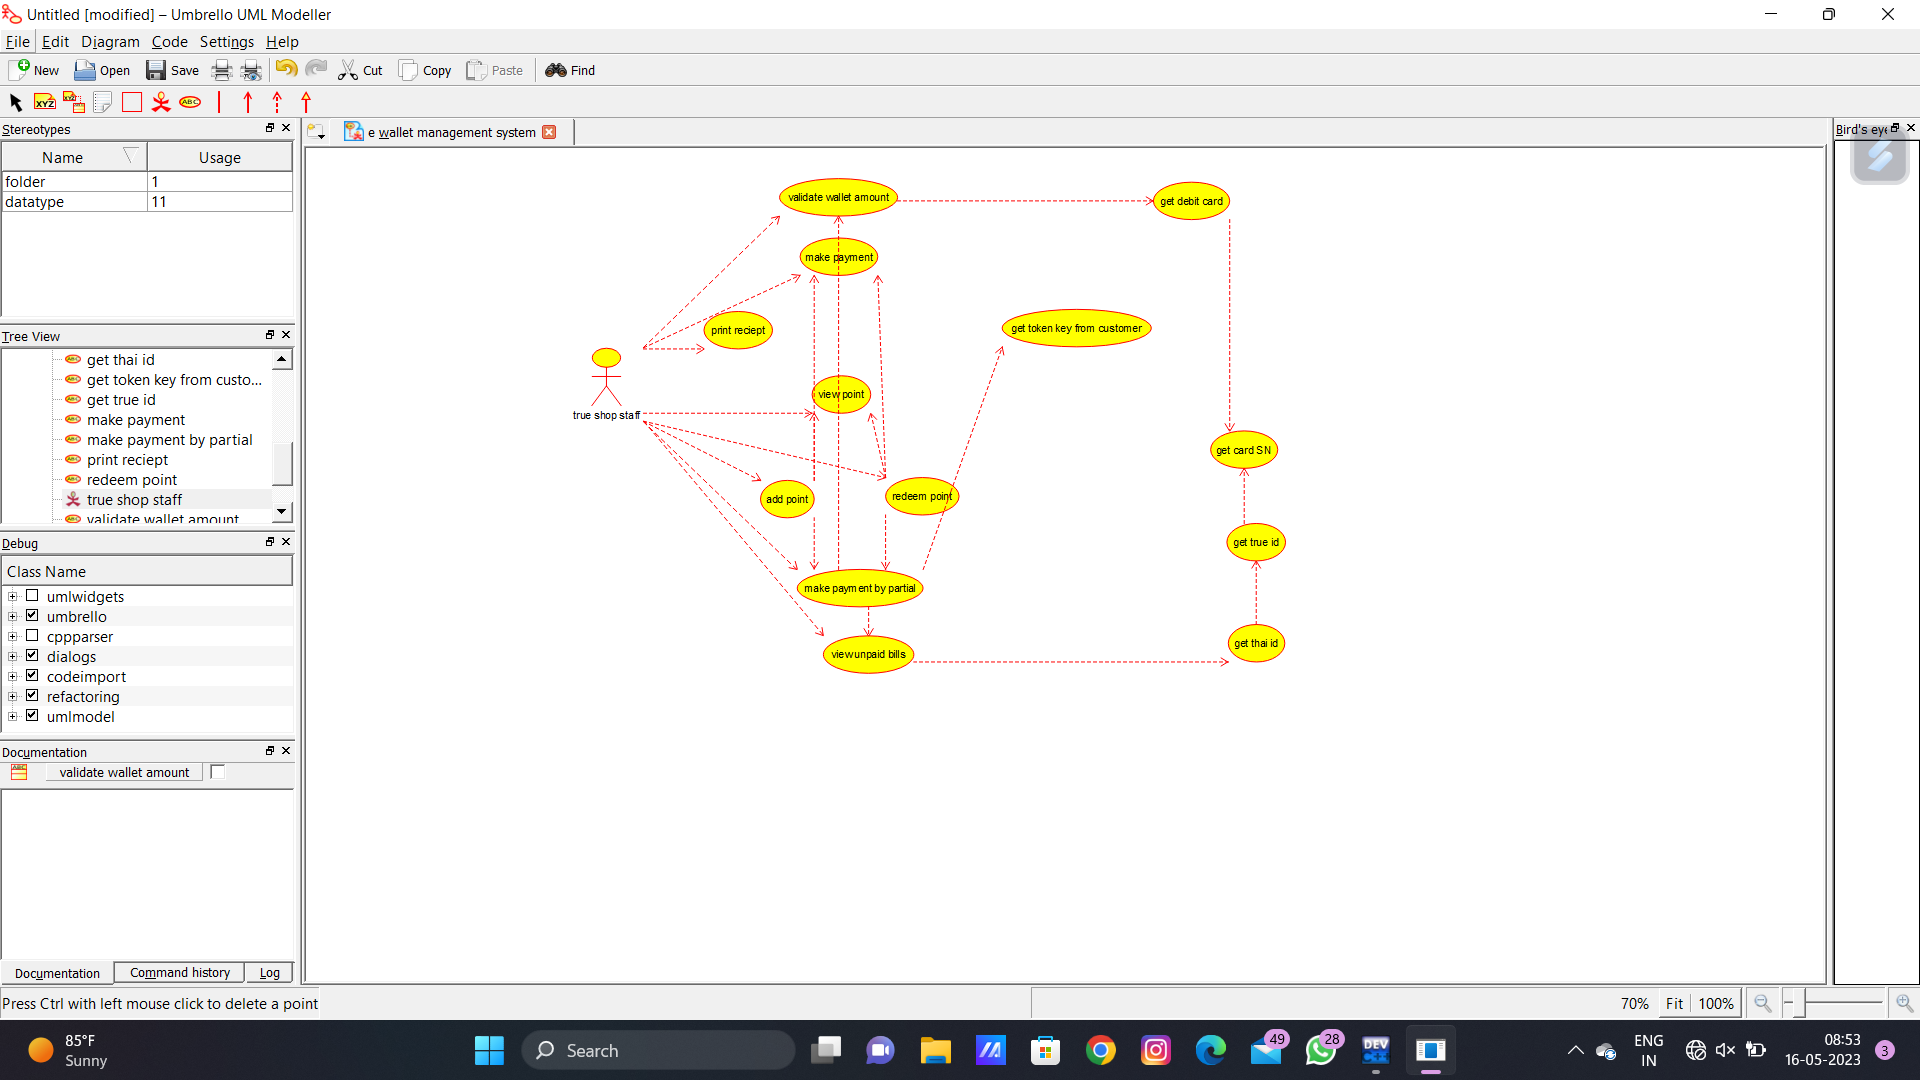 Untitled [modified] – Umbrello UML Modeller
File Edit Diagram Code Settings Help
New Open Save Cut Copy Paste Find
XYZ XYZ ABC
Stereotypes
Name Usage
folder 1
datatype 11
Tree View
get thai id
get token key from custo...
get true id
make payment
make payment by partial
print reciept
redeem point
true shop staff
validate wallet amount
Debug
Class Name
umlwidgets
umbrello
cppparser
dialogs
codeimport
refactoring
umlmodel
Documentation
validate wallet amount
Documentation Command history Log
e wallet management system
validate wallet amount
get debit card
make payment
print reciept
get token key from customer
view point
true shop staff
get card SN
add point
redeem point
get true id
make payment by partial
get thai id
view unpaid bills
Bird's eye
Press Ctrl with left mouse click to delete a point
70% Fit 100%
85°F
Sunny
Search
49
28
DEV
C++
ENG
IN
08:53
16-05-2023
3